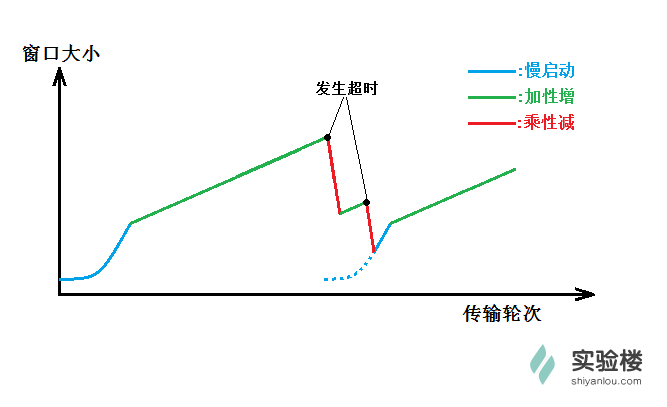 窗口大小
发生超时
:慢启动
:加性增
:乘性减
传输轮次
实验楼
shiyanlou.com